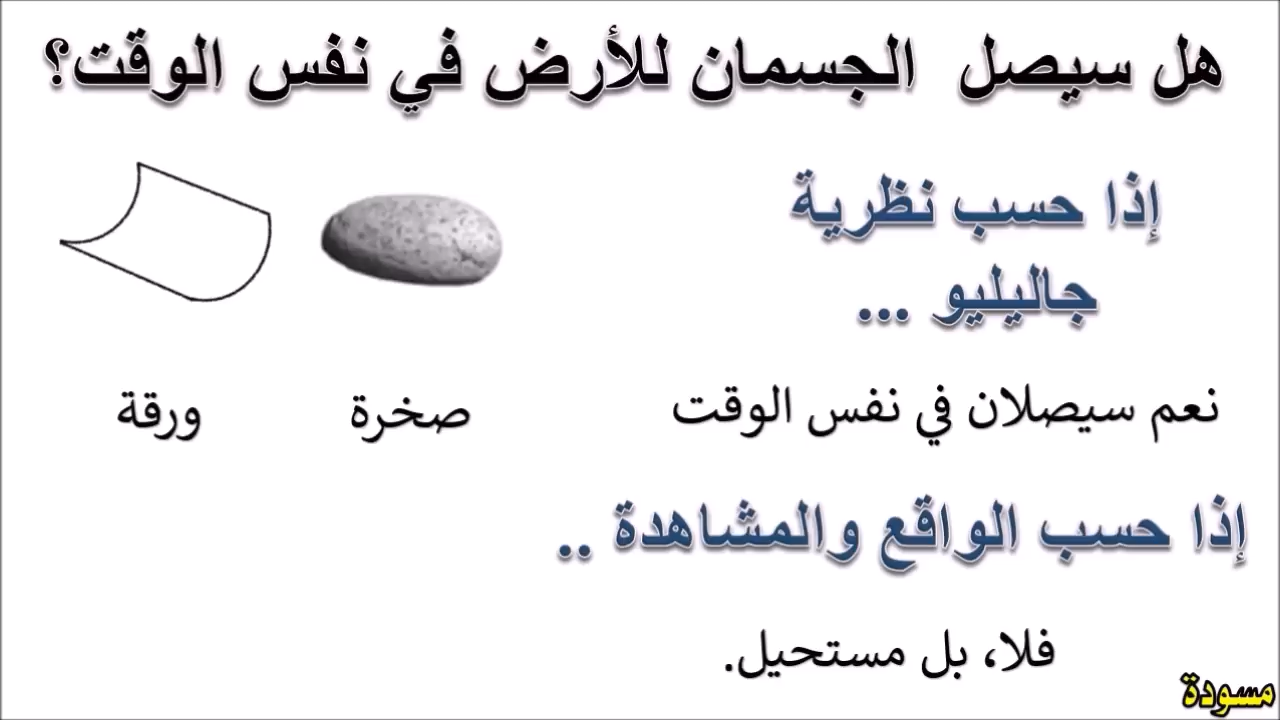 هل سيصل الجسمان للأرض في نفس الوقت؟
إذا حسب نظرية
جاليليو ...
نعم سيصلان في نفس الوقت
صخرة
ورقة
إذا حسب الواقع والمشاهدة ..
فلا، بل مستحيل.
مسودة